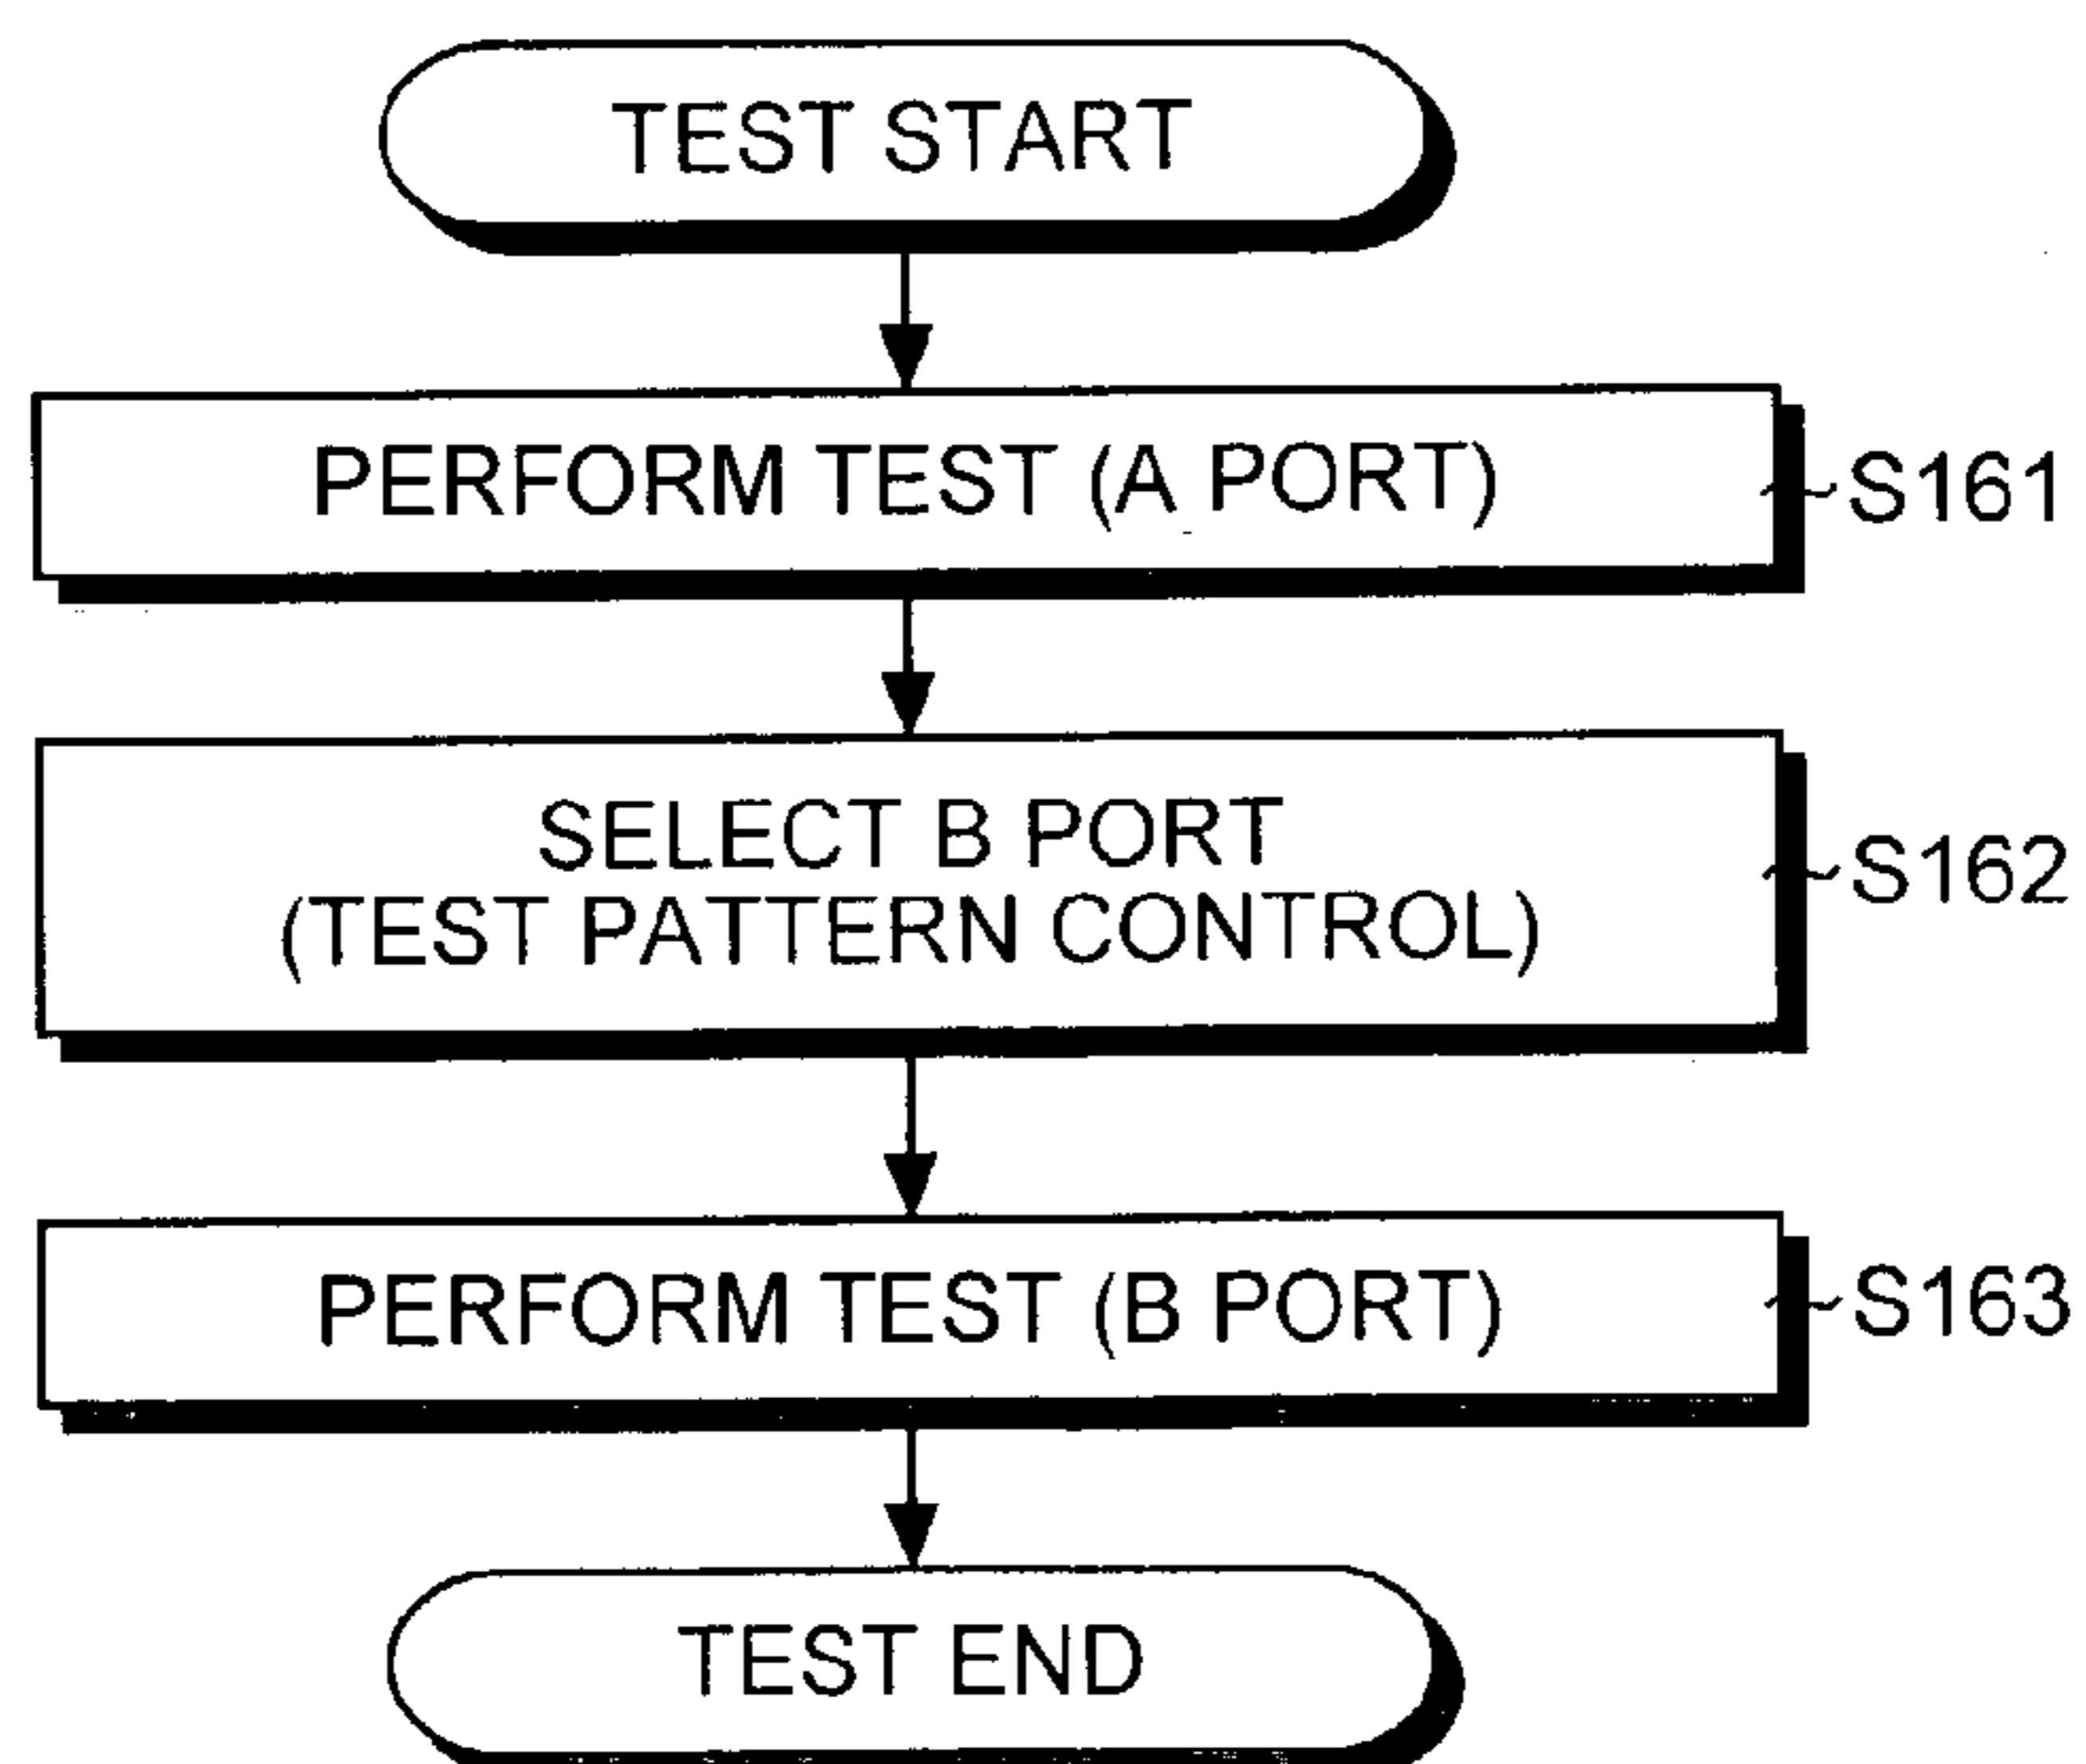 TEST START
PERFORM TEST (A PORT)
S161
SELECT B PORT
(TEST PATTERN CONTROL)
S162
PERFORM TEST (B PORT)
S163
TEST END